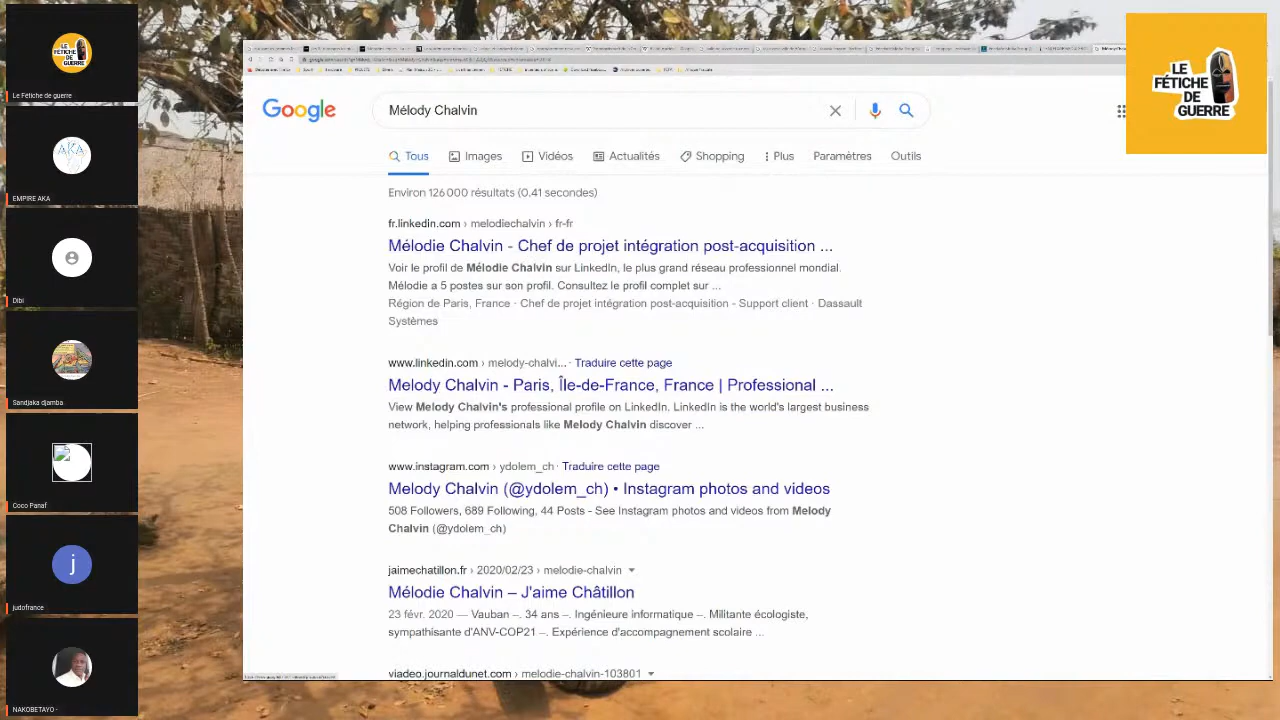 LE
FÉTICHE
DE
GUERRE
Le Fétiche de guerre
AKA
EMPIRE AKA
Dibi
Sandjaka djamba
Coco Panaf
j
judofrance
NAKOBETAYO -
Google
Mélody Chalvin
Tous Images Vidéos Actualités Shopping Plus Paramètres Outils
Environ 126 000 résultats (0,41 secondes)
fr.linkedin.com › melodiechalvin › fr-fr
Mélodie Chalvin - Chef de projet intégration post-acquisition ...
Voir le profil de Mélodie Chalvin sur LinkedIn, le plus grand réseau professionnel mondial.
Mélodie a 5 postes sur son profil. Consultez le profil complet sur ...
Région de Paris, France · Chef de projet intégration post-acquisition - Support client · Dassault
Systèmes
www.linkedin.com › melody-chalvi... · Traduire cette page
Melody Chalvin - Paris, Île-de-France, France | Professional ...
View Melody Chalvin's professional profile on LinkedIn. LinkedIn is the world's largest business
network, helping professionals like Melody Chalvin discover ...
www.instagram.com › ydolem_ch · Traduire cette page
Melody Chalvin (@ydolem_ch) • Instagram photos and videos
508 Followers, 689 Following, 44 Posts - See Instagram photos and videos from Melody
Chalvin (@ydolem_ch)
jaimechatillon.fr › 2020/02/23 › melodie-chalvin
Mélodie Chalvin – J'aime Châtillon
23 févr. 2020 — Vauban –. 34 ans –. Ingénieure informatique –. Militante écologiste,
sympathisante d'ANV-COP21 –. Expérience d'accompagnement scolaire ...
viadeo.journaldunet.com › melodie-chalvin-103801
LE
FÉTICHE
DE
GUERRE